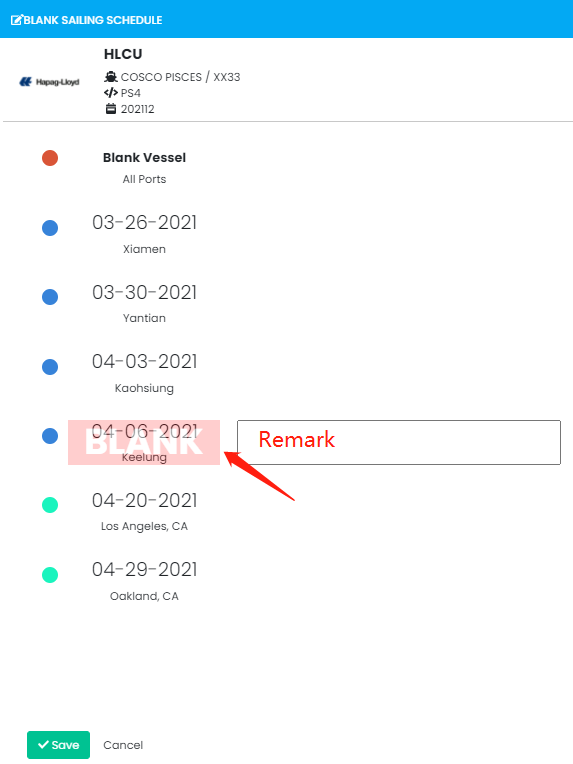 BLANK SAILING SCHEDULE
HLCU
Hapag-Lloyd
COSCO PISCES / XX33
PS4
202112
Blank Vessel
All Ports
03-26-2021
Xiamen
03-30-2021
Yantian
04-03-2021
Kaohsiung
04-06-2021
BLANK
Remark
Keelung
04-20-2021
Los Angeles, CA
04-29-2021
Oakland, CA
Save Cancel